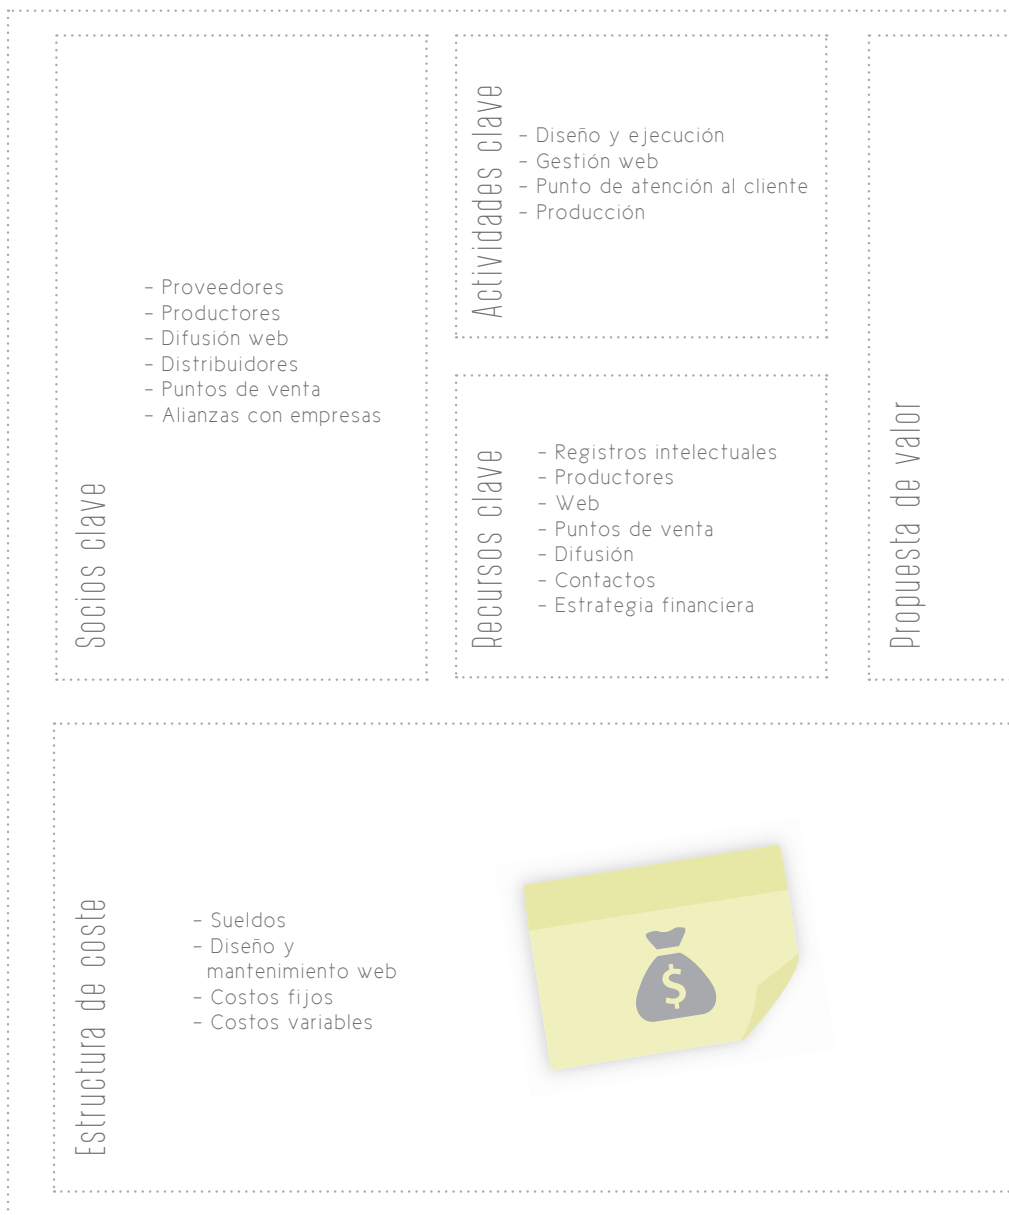 Socios clave
- Proveedores
- Productores
- Difusión web
- Distribuidores
- Puntos de venta
- Alianzas con empresas
Actividades clave
- Diseño y ejecución
- Gestión web
- Punto de atención al cliente
- Producción
Recursos clave
- Registros intelectuales
- Productores
- Web
- Puntos de venta
- Difusión
- Contactos
- Estrategia financiera
Propuesta de valor
Estructura de coste
- Sueldos
- Diseño y
mantenimiento web
- Costos fijos
- Costos variables
$